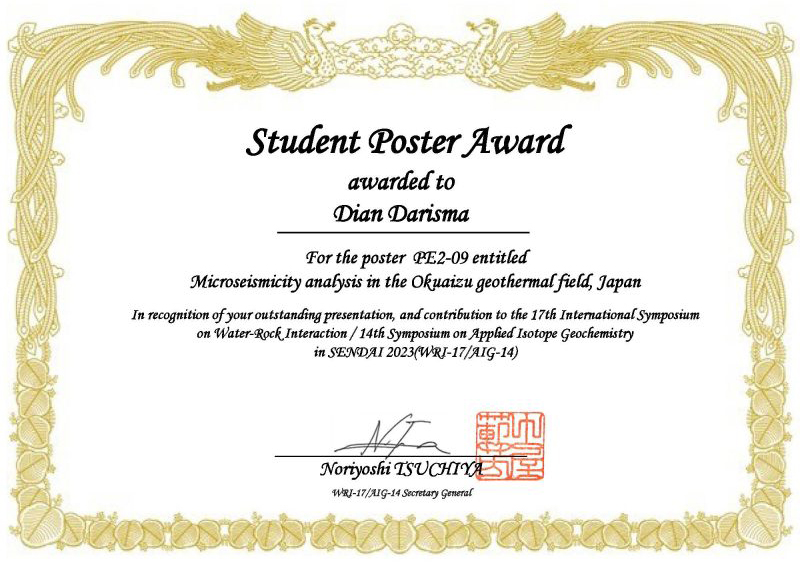 Student Poster Award
awarded to
Dian Darisma
For the poster PE2-09 entitled
Microseismicity analysis in the Okuaizu geothermal field, Japan
In recognition of your outstanding presentation, and contribution to the 17th International Symposium
on Water-Rock Interaction / 14th Symposium on Applied Isotope Geochemistry
in SENDAI 2023(WRI-17/AIG-14)
Noriyoshi TSUCHIYA
WRI-17/AIG-14 Secretary General